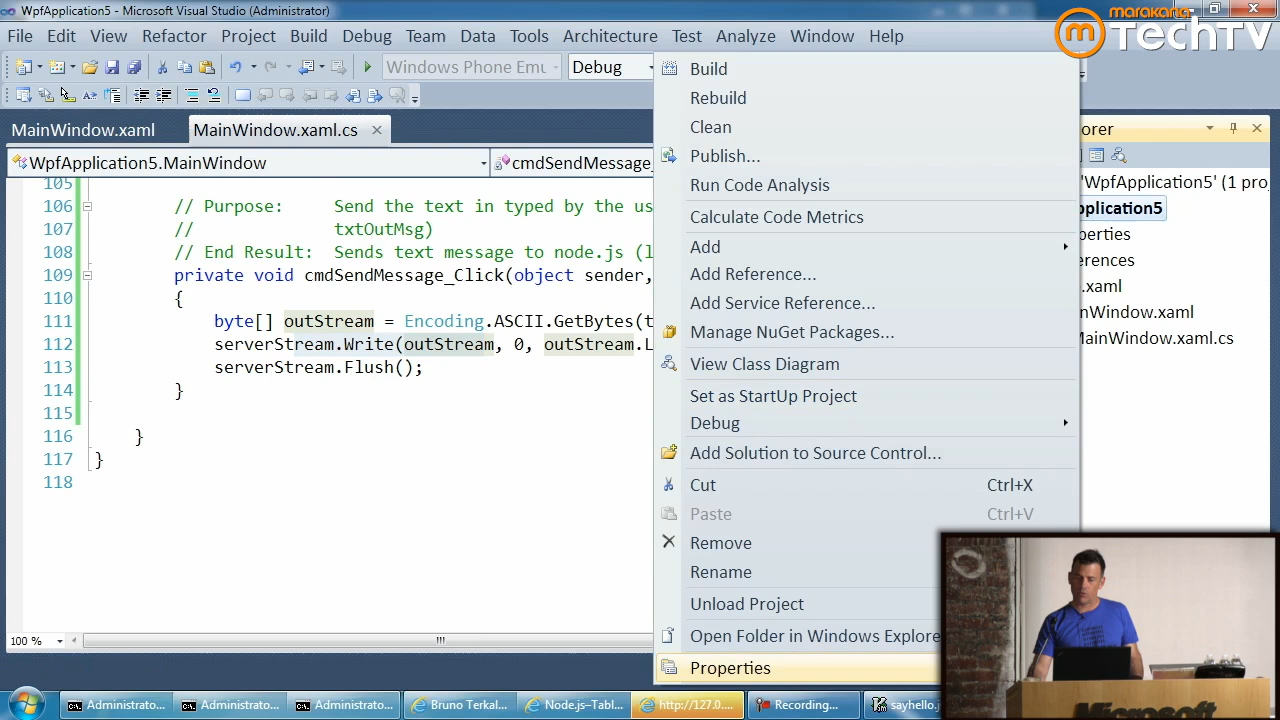 WpfApplication5 - Microsoft Visual Studio (Administrator)
marakana
TechTV
File Edit View Refactor Project Build Debug Team Data Tools Architecture Test Analyze Window Help
Windows Phone Emu Debug
MainWindow.xaml MainWindow.xaml.cs
WpfApplication5.MainWindow cmdSendMessage_
105
106 // Purpose: Send the text in typed by the us
107 // txtOutMsg)
108 // End Result: Sends text message to node.js (l
109 private void cmdSendMessage_Click(object sender,
110 {
111 byte[] outStream = Encoding.ASCII.GetBytes(t
112 serverStream.Write(outStream, 0, outStream.L
113 serverStream.Flush();
114 }
115
116 }
117 }
118
100 %
Build
Rebuild
Clean
Publish...
Run Code Analysis
Calculate Code Metrics
Add
Add Reference...
Add Service Reference...
Manage NuGet Packages...
View Class Diagram
Set as StartUp Project
Debug
Add Solution to Source Control...
Cut Ctrl+X
Paste Ctrl+V
Remove
Rename
Unload Project
Open Folder in Windows Explore
Properties
orer
'WpfApplication5' (1 proj
pplication5
perties
erences
.xaml
nWindow.xaml
MainWindow.xaml.cs
Microsoft
Administrato... Administrato... Administrato... Bruno Terkal... Node.js–Tabl... http://127.0.... Recording... sayhello.j